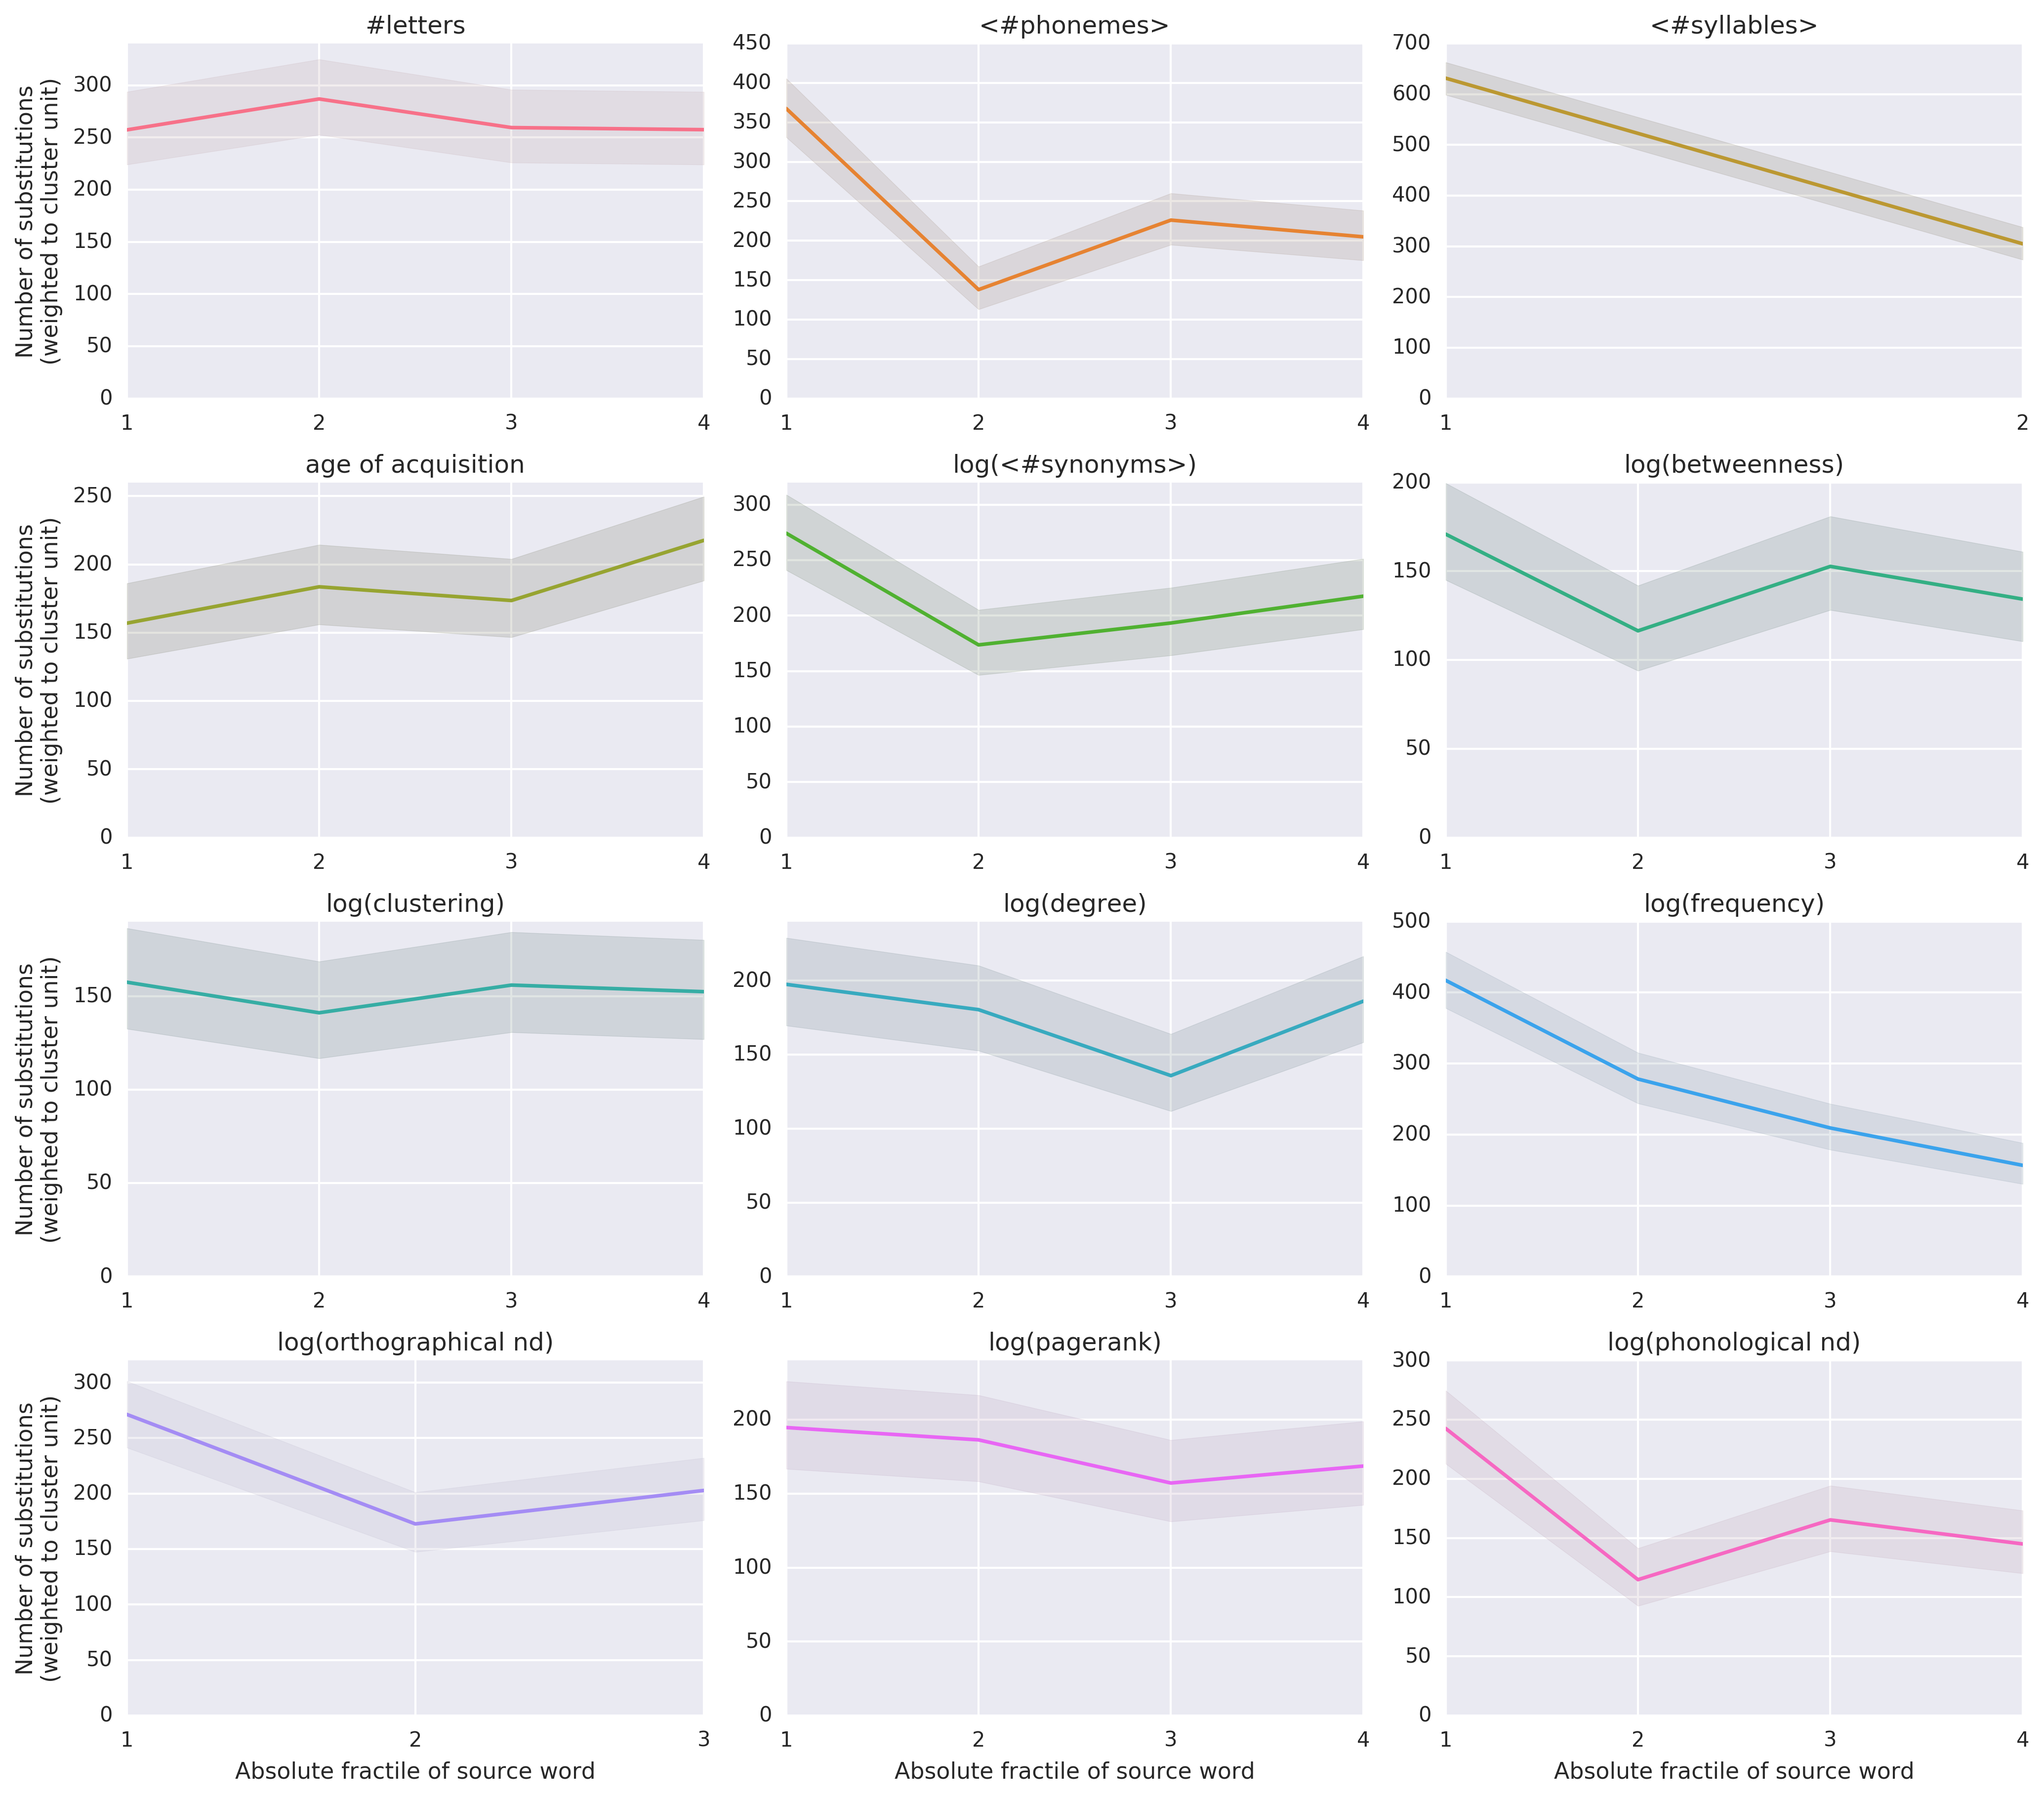 #letters
<#phonemes>
<#syllables>
Number of substitutions
(weighted to cluster unit)
300
250
200
150
100
50
0
1 2 3 4
450
400
350
300
250
200
150
100
50
0
1 2 3 4
700
600
500
400
300
200
100
0
1 2
age of acquisition
log(<#synonyms>)
log(betweenness)
Number of substitutions
(weighted to cluster unit)
250
200
150
100
50
0
1 2 3 4
300
250
200
150
100
50
0
1 2 3 4
200
150
100
50
0
1 2 3 4
log(clustering)
log(degree)
log(frequency)
Number of substitutions
(weighted to cluster unit)
150
100
50
0
1 2 3 4
200
150
100
50
0
1 2 3 4
500
400
300
200
100
0
1 2 3 4
log(orthographical nd)
log(pagerank)
log(phonological nd)
Number of substitutions
(weighted to cluster unit)
300
250
200
150
100
50
0
1 2 3
Absolute fractile of source word
200
150
100
50
0
1 2 3 4
Absolute fractile of source word
300
250
200
150
100
50
0
1 2 3 4
Absolute fractile of source word